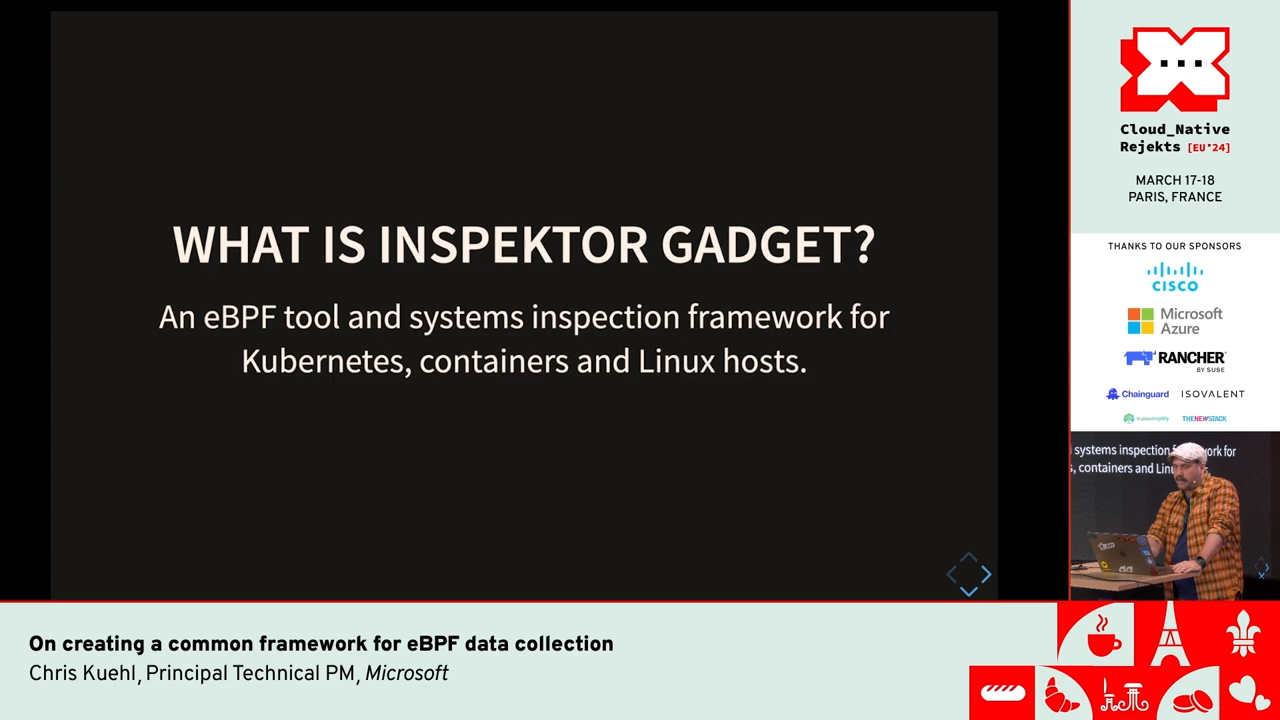 WHAT IS INSPEKTOR GADGET?
An eBPF tool and systems inspection framework for
Kubernetes, containers and Linux hosts.
Cloud_Native
Rejekts [EU'24]
MARCH 17-18
PARIS, FRANCE
THANKS TO OUR SPONSORS
CISCO
Microsoft
Azure
RANCHER
BY SUSE
Chainguard
ISOVALENT
Kubesimplify
THENEWSTACK
systems inspection work for
s, containers and Lin
On creating a common framework for eBPF data collection
Chris Kuehl, Principal Technical PM, Microsoft